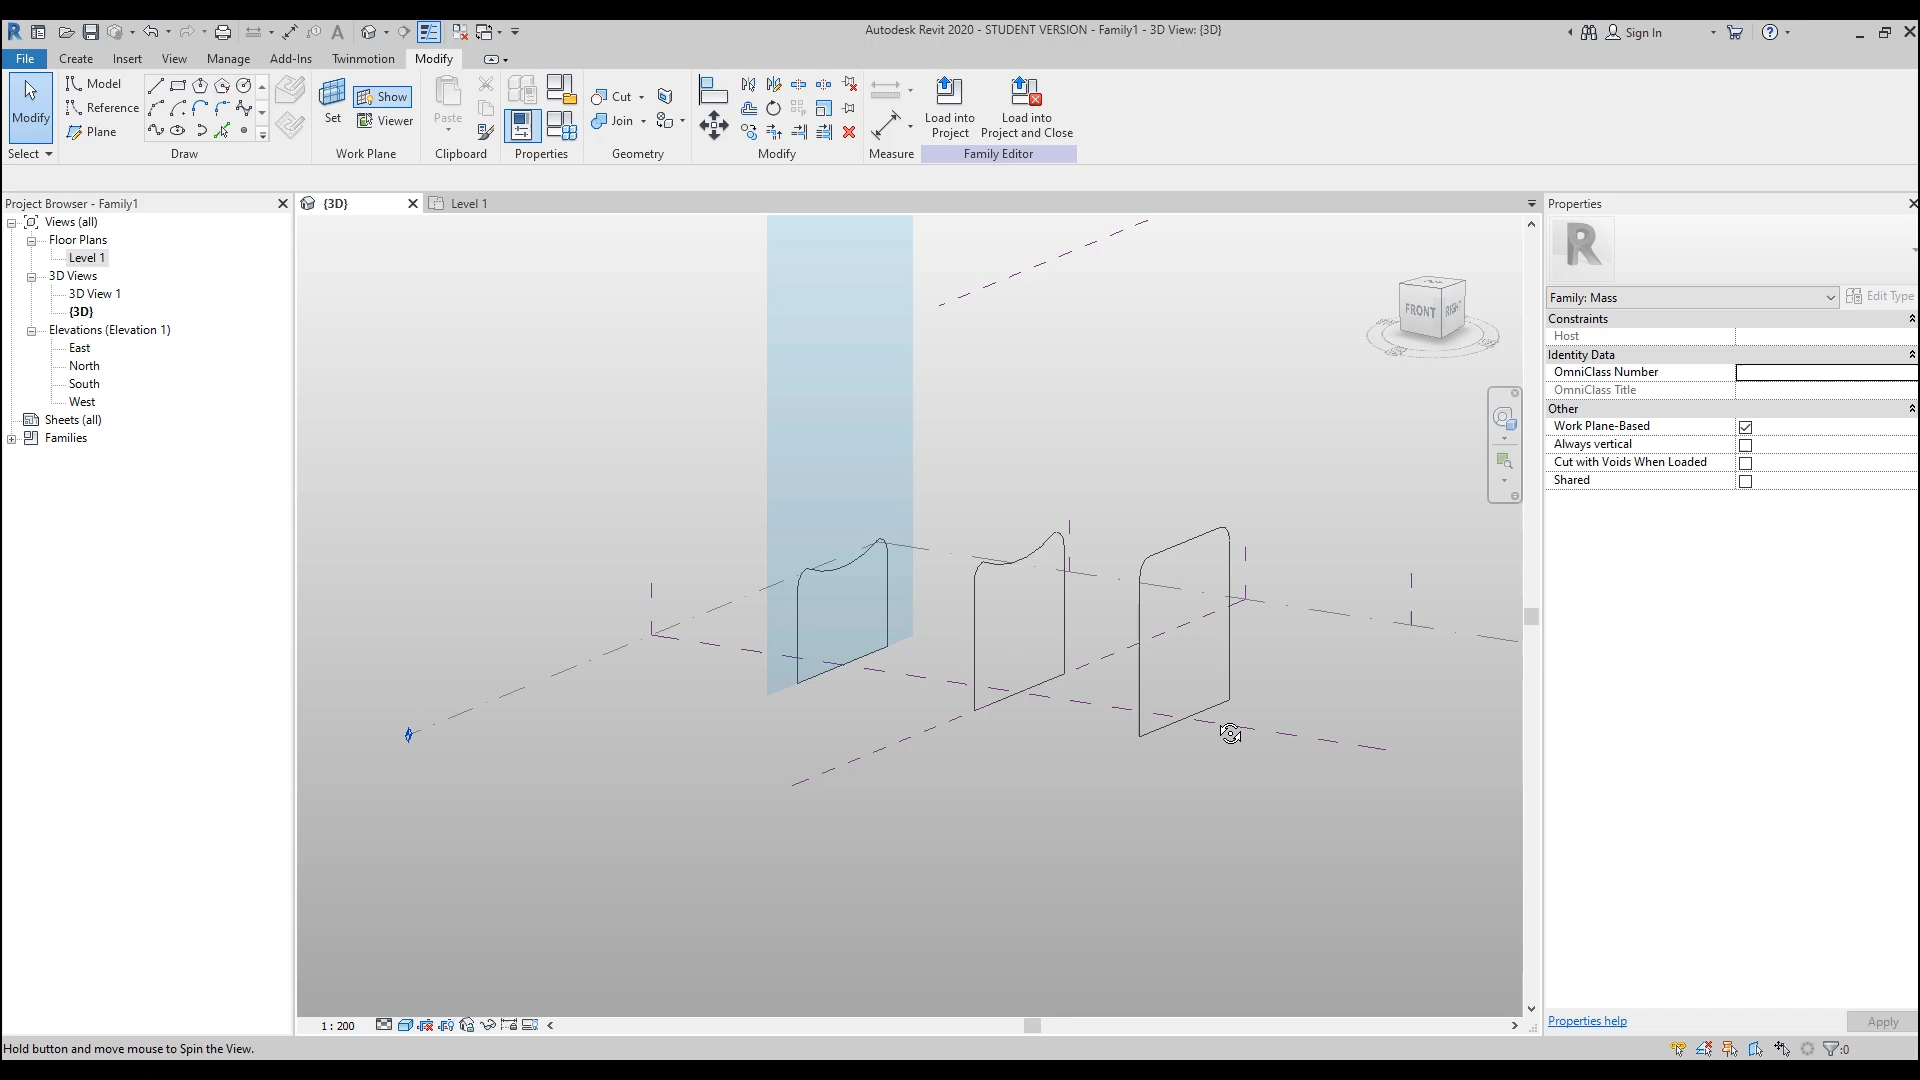 Autodesk Revit 2020 - STUDENT VERSION - Family1 - 3D View: {3D}
Sign In
File Create Insert View Manage Add-Ins Twinmotion Modify
Modify
Select
Model
Reference
Plane
Draw
Set
Show
Viewer
Work Plane
Paste
Clipboard
Properties
Cut
Join
Geometry
Modify
Measure
Load into
Project
Load into
Project and Close
Family Editor
Project Browser - Family1
Views (all)
Floor Plans
Level 1
3D Views
3D View 1
{3D}
Elevations (Elevation 1)
East
North
South
West
Sheets (all)
Families
{3D}
Level 1
FRONT
RIGHT
Properties
Family: Mass
Edit Type
Constraints
Host
Identity Data
OmniClass Number
OmniClass Title
Other
Work Plane-Based
Always vertical
Cut with Voids When Loaded
Shared
Properties help
Apply
1 : 200
Hold button and move mouse to Spin the View.
:0